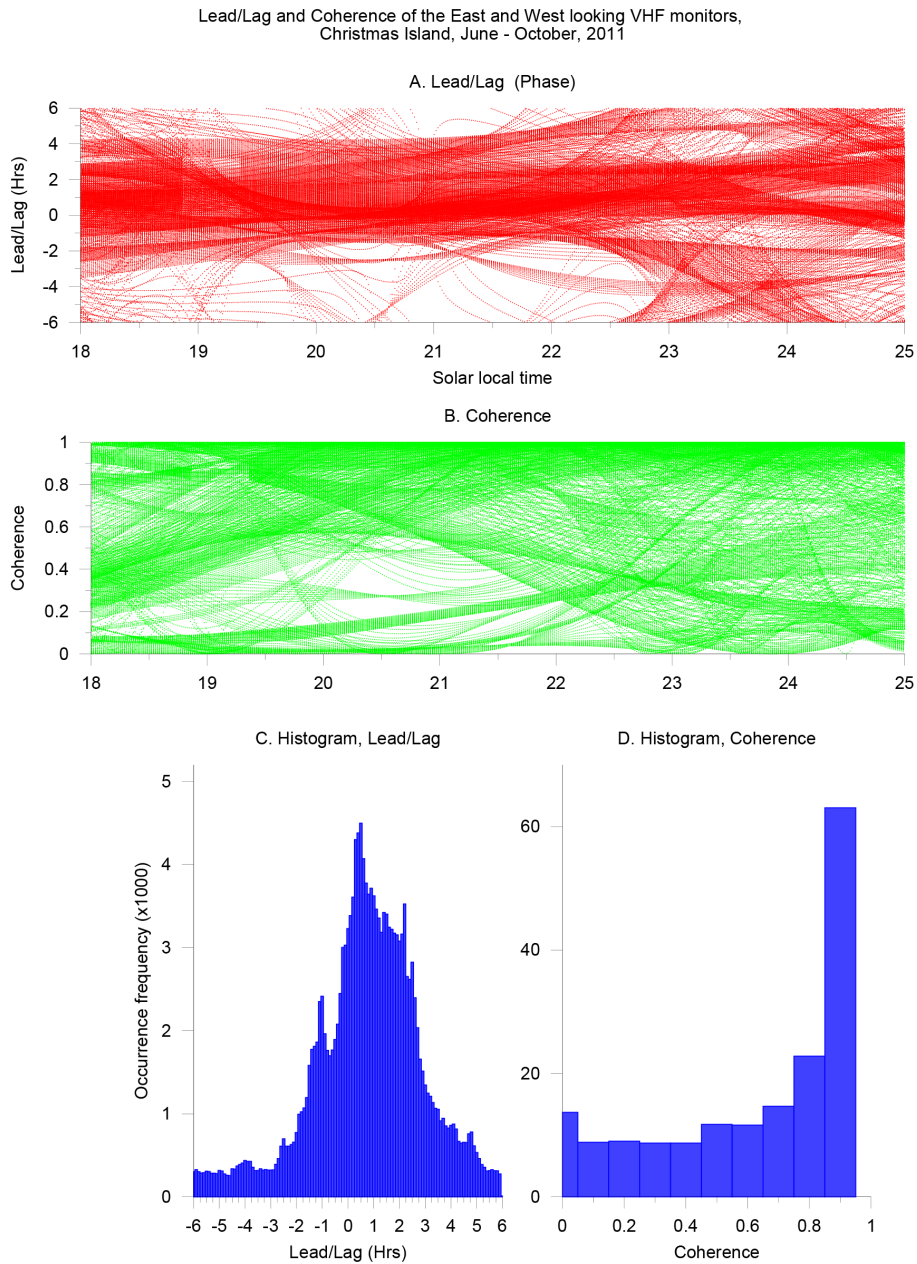 Lead/Lag and Coherence of the East and West looking VHF monitors,
Christmas Island, June - October, 2011
A. Lead/Lag (Phase)
6
4
2
0
-2
-4
-6
Lead/Lag (Hrs)
18 19 20 21 22 23 24 25
Solar local time
B. Coherence
1
0.8
0.6
0.4
0.2
0
Coherence
18 19 20 21 22 23 24 25
C. Histogram, Lead/Lag
5
4
3
2
1
0
Occurrence frequency (x1000)
-6 -5 -4 -3 -2 -1 0 1 2 3 4 5 6
Lead/Lag (Hrs)
D. Histogram, Coherence
60
40
20
0
0 0.2 0.4 0.6 0.8 1
Coherence